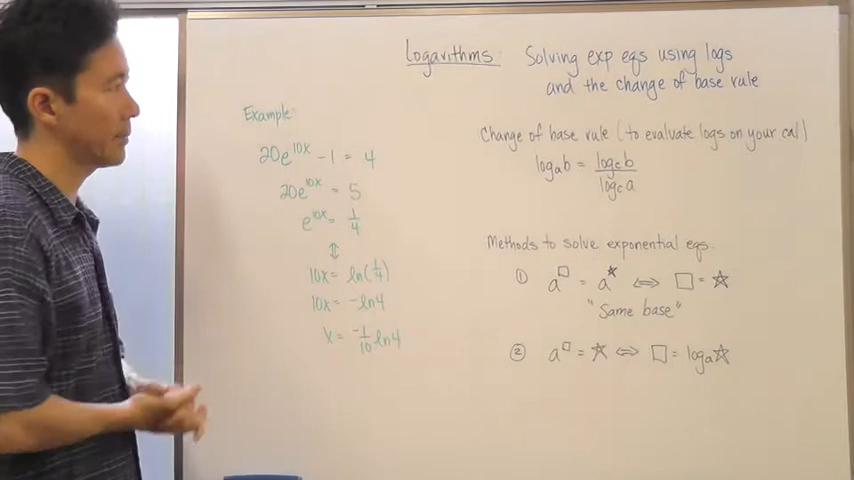 Logarithms: Solving exp eqs using logs
and the change of base rule
Example:
20e^10x - 1 = 4
20e^10x = 5
e^10x = 1/4
⇕
10x = ln(1/4)
10x = -ln4
x = -1/10 ln4
Change of base rule (to evaluate logs on your cal)
log_a b = log_c b / log_c a
Methods to solve exponential eqs.
① a^□ = a^☆ ⟺ □ = ☆
"Same base"
② a^□ = ☆ ⟺ □ = log_a ☆